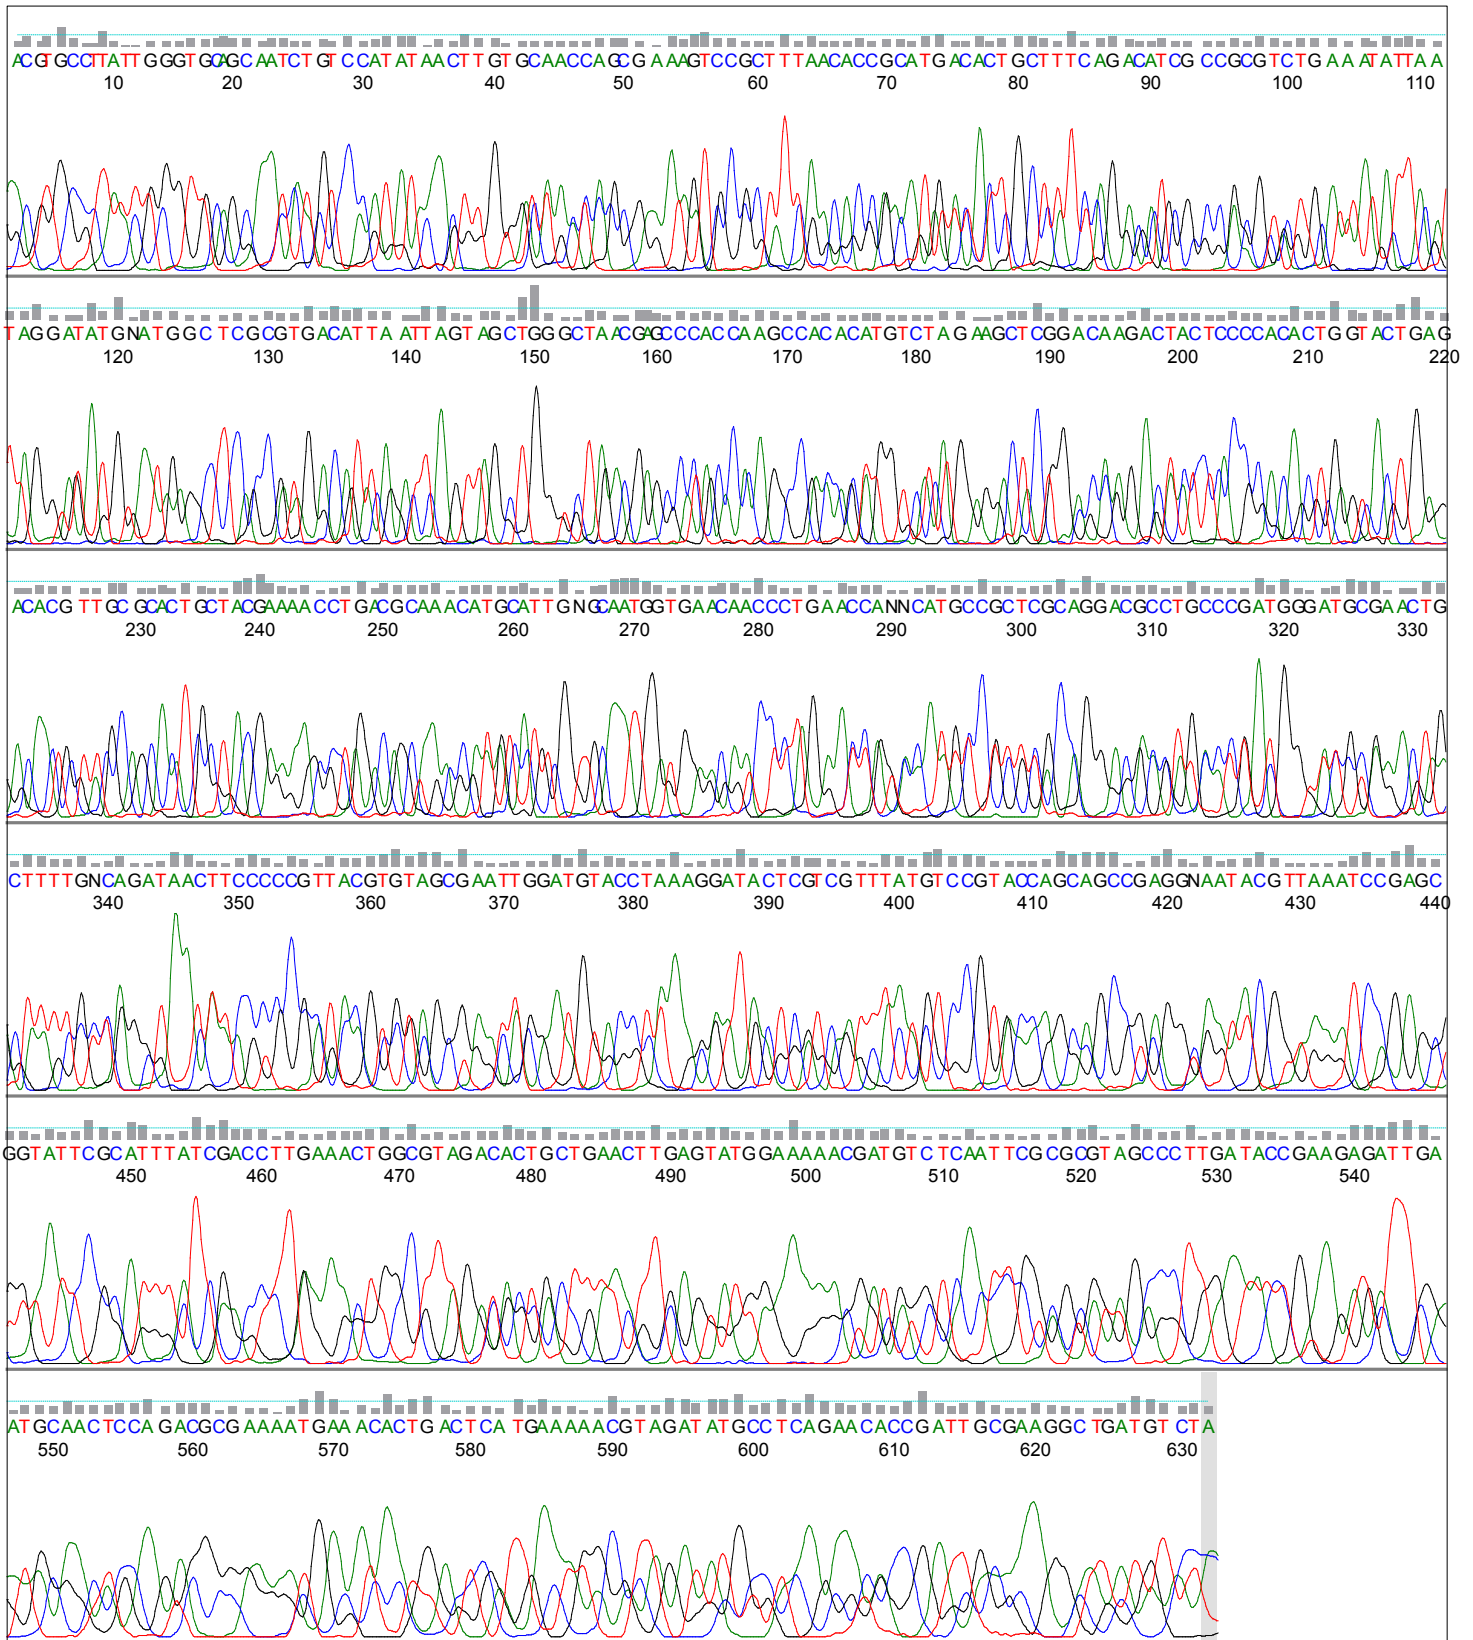 ACGTGCCTTATTGGGTGCAGCAATCTGTCCATATAACTTGTGCAACCAGCGAAAGTCCGCTTTAACACCGCATGACACTGCTTTCAGACATCGCCGCGTCTGAAATATTAA
10 20 30 40 50 60 70 80 90 100 110
TAGGATATGNATGGCTCGCGTGACATTAATTAGTAGCTGGGCTAACGAGCCCACCAAGCCACACATGTCTAGAAGCTCGGACAAGACTACTCCCCACACTGGTACTGAG
120 130 140 150 160 170 180 190 200 210 220
ACACGTTGCGCACTGCTACGAAAACCTGACGCAAACATGCATTGNGCAATGGTGAACAACCCTGAACCANNCATGCCGCTCGCAGGACGCCTGCCCGATGGGATGCGAACTG
230 240 250 260 270 280 290 300 310 320 330
CTTTTGNCAGATAACTTCCCCCGTTACGTGTAGCGAATTGGATGTACCTAAAGGATACTCGTCGTTTATGTCCGTACCAGCAGCCGAGGNAATACGTTAAATCCGAGC
340 350 360 370 380 390 400 410 420 430 440
GGTATTCGCATTTATCGACCTTGAAACTGGCGTAGACACTGCTGAACTTGAGTATGGAAAAACGATGTCTCAATTCGCGCGTAGCCCTTGATACCGAAGAGATTGA
450 460 470 480 490 500 510 520 530 540
ATGCAACTCCAGACGCGAAAATGAAACACTGACTCATGAAAAACGTAGATATGCCTCAGAACACCGATTGCGAAGGCTGATGTCTA
550 560 570 580 590 600 610 620 630